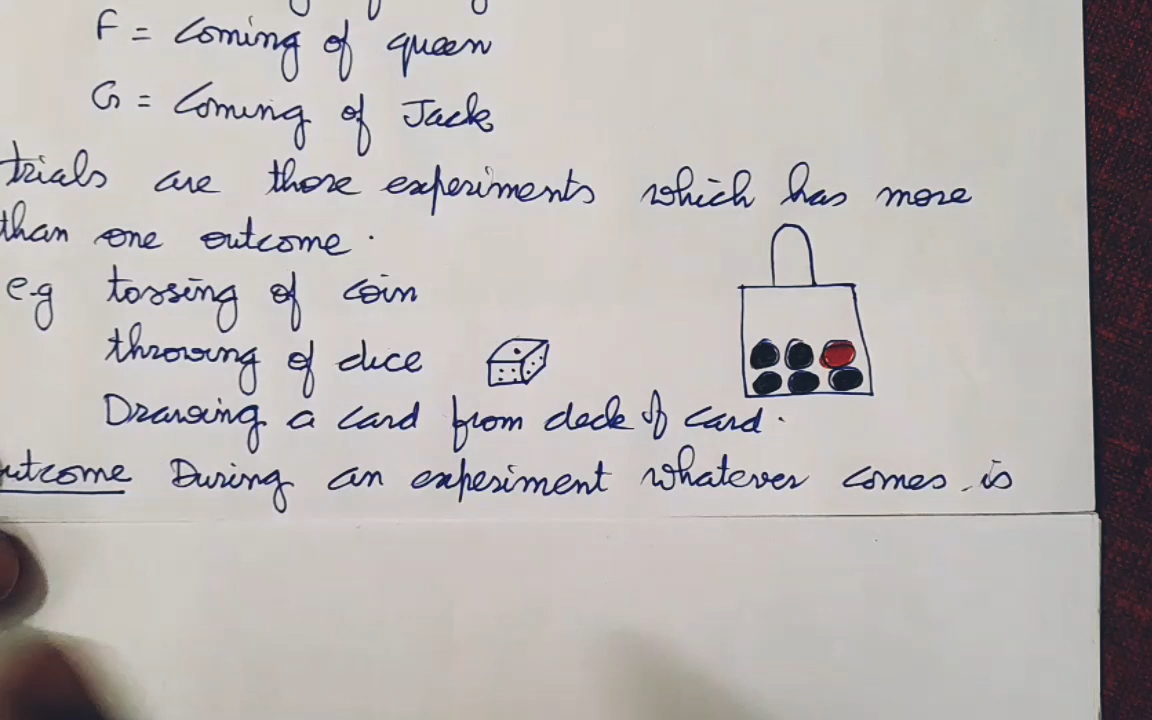 F = Coming of queen
G = Coming of Jack
trials are those experiments which has more
than one outcome.
e.g tossing of coin
throwing of dice
Drawing a card from deck of card.
utcome During an experiment whatever comes is